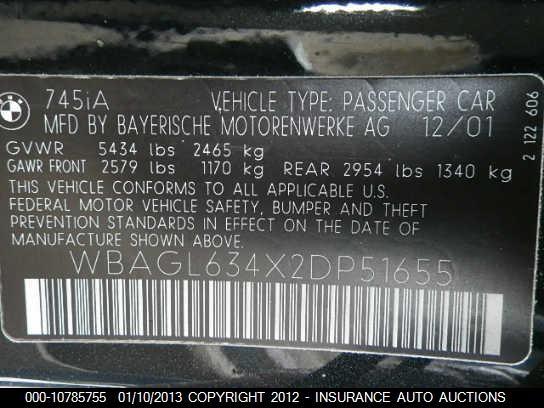 745iA VEHICLE TYPE: PASSENGER CAR
MFD BY BAYERISCHE MOTORENWERKE AG 12/01
GVWR 5434 lbs 2465 kg
GAWR FRONT 2579 lbs 1170 kg REAR 2954 lbs 1340 kg
THIS VEHICLE CONFORMS TO ALL APPLICABLE U.S.
FEDERAL MOTOR VEHICLE SAFETY, BUMPER AND THEFT
PREVENTION STANDARDS IN EFFECT ON THE DATE OF
MANUFACTURE SHOWN ABOVE.
WBAGL634X2DP51655
2 122 606
000-10785755 01/10/2013 COPYRIGHT 2012 - INSURANCE AUTO AUCTIONS